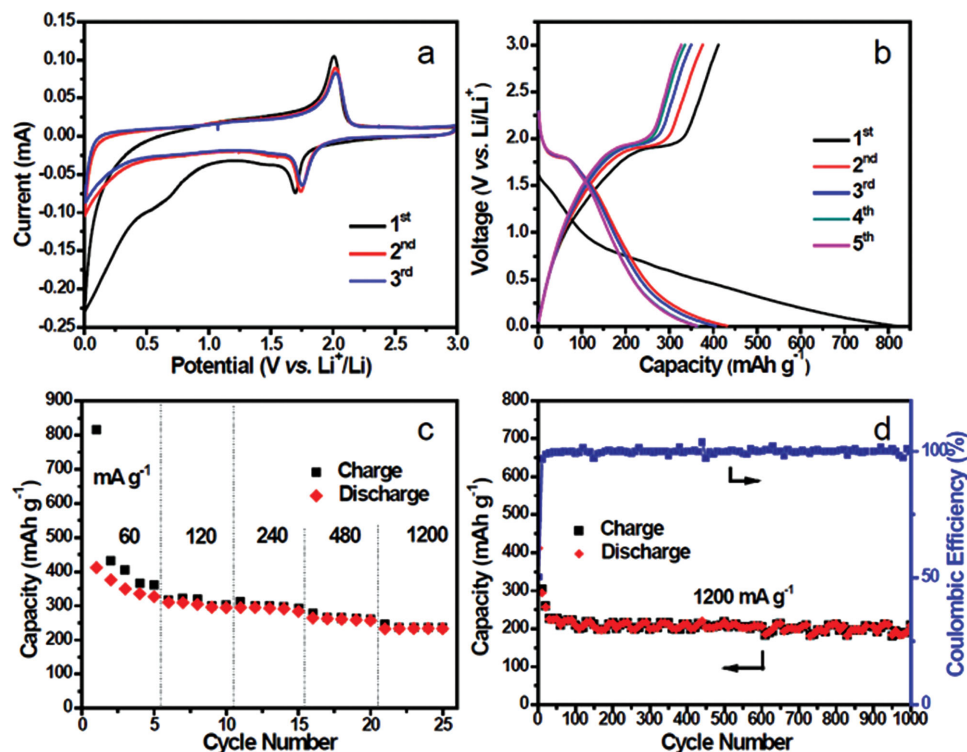 a
0.15
0.10
0.05
0.00
-0.05
-0.10
-0.15
-0.20
-0.25
Current (mA)
1st
2nd
3rd
0.0 0.5 1.0 1.5 2.0 2.5 3.0
Potential (V vs. Li+/Li)
b
3.0
2.5
2.0
1.5
1.0
0.5
0.0
Voltage (V vs. Li/Li+)
1st
2nd
3rd
4th
5th
0 100 200 300 400 500 600 700 800
Capacity (mAh g-1)
c
900
800
700
600
500
400
300
200
100
0
Capacity (mAh g-1)
mA g-1
Charge
Discharge
60 120 240 480 1200
0 5 10 15 20 25
Cycle Number
d
800
700
600
500
400
300
200
100
0
Capacity (mAh g-1)
Charge
Discharge
1200 mA g-1
100
50
0
Coulombic Efficiency (%)
0 100 200 300 400 500 600 700 800 900 1000
Cycle Number